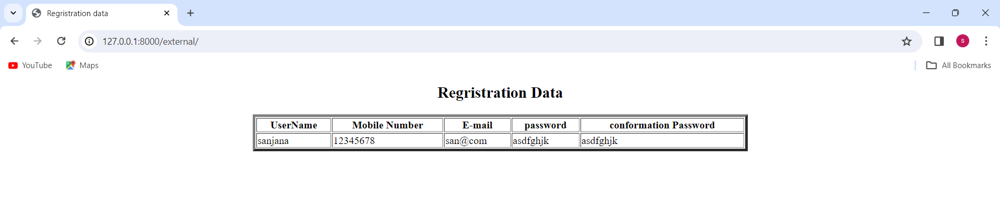 Regristration data
127.0.0.1:8000/external/
S
YouTube Maps All Bookmarks
Regristration Data
UserName Mobile Number E-mail password conformation Password
sanjana 12345678 san@com asdfghjk asdfghjk